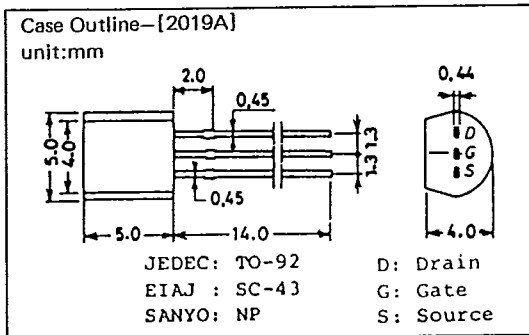 Case Outline—[2019A]
unit:mm
2.0
0.44
0.45
5.0
4.0
D
G
S
1.3
1.3
0.45
5.0
14.0
4.0
JEDEC: TO-92
EIAJ : SC-43
SANYO: NP
D: Drain
G: Gate
S: Source